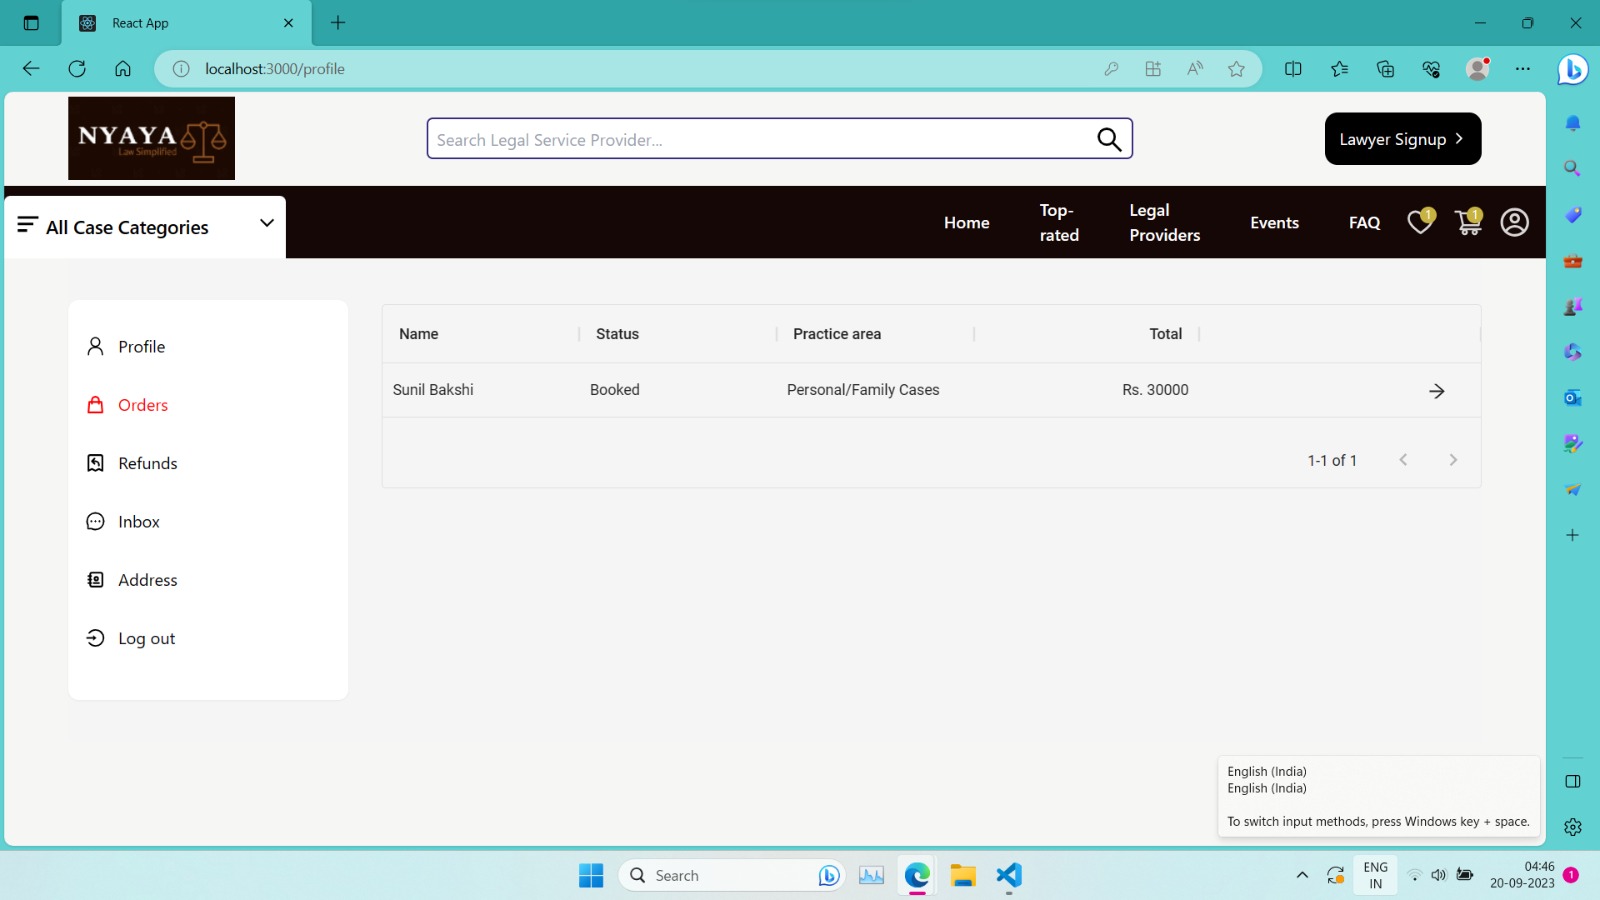 React App
localhost:3000/profile
NYAYA
Law Simplified
Search Legal Service Provider...
Lawyer Signup
All Case Categories
Home
Top-
rated
Legal
Providers
Events
FAQ
1
1
Profile
Orders
Refunds
Inbox
Address
Log out
Name
Status
Practice area
Total
Sunil Bakshi
Booked
Personal/Family Cases
Rs. 30000
1-1 of 1
English (India)
English (India)
To switch input methods, press Windows key + space.
Search
ENG
IN
04:46
20-09-2023
1